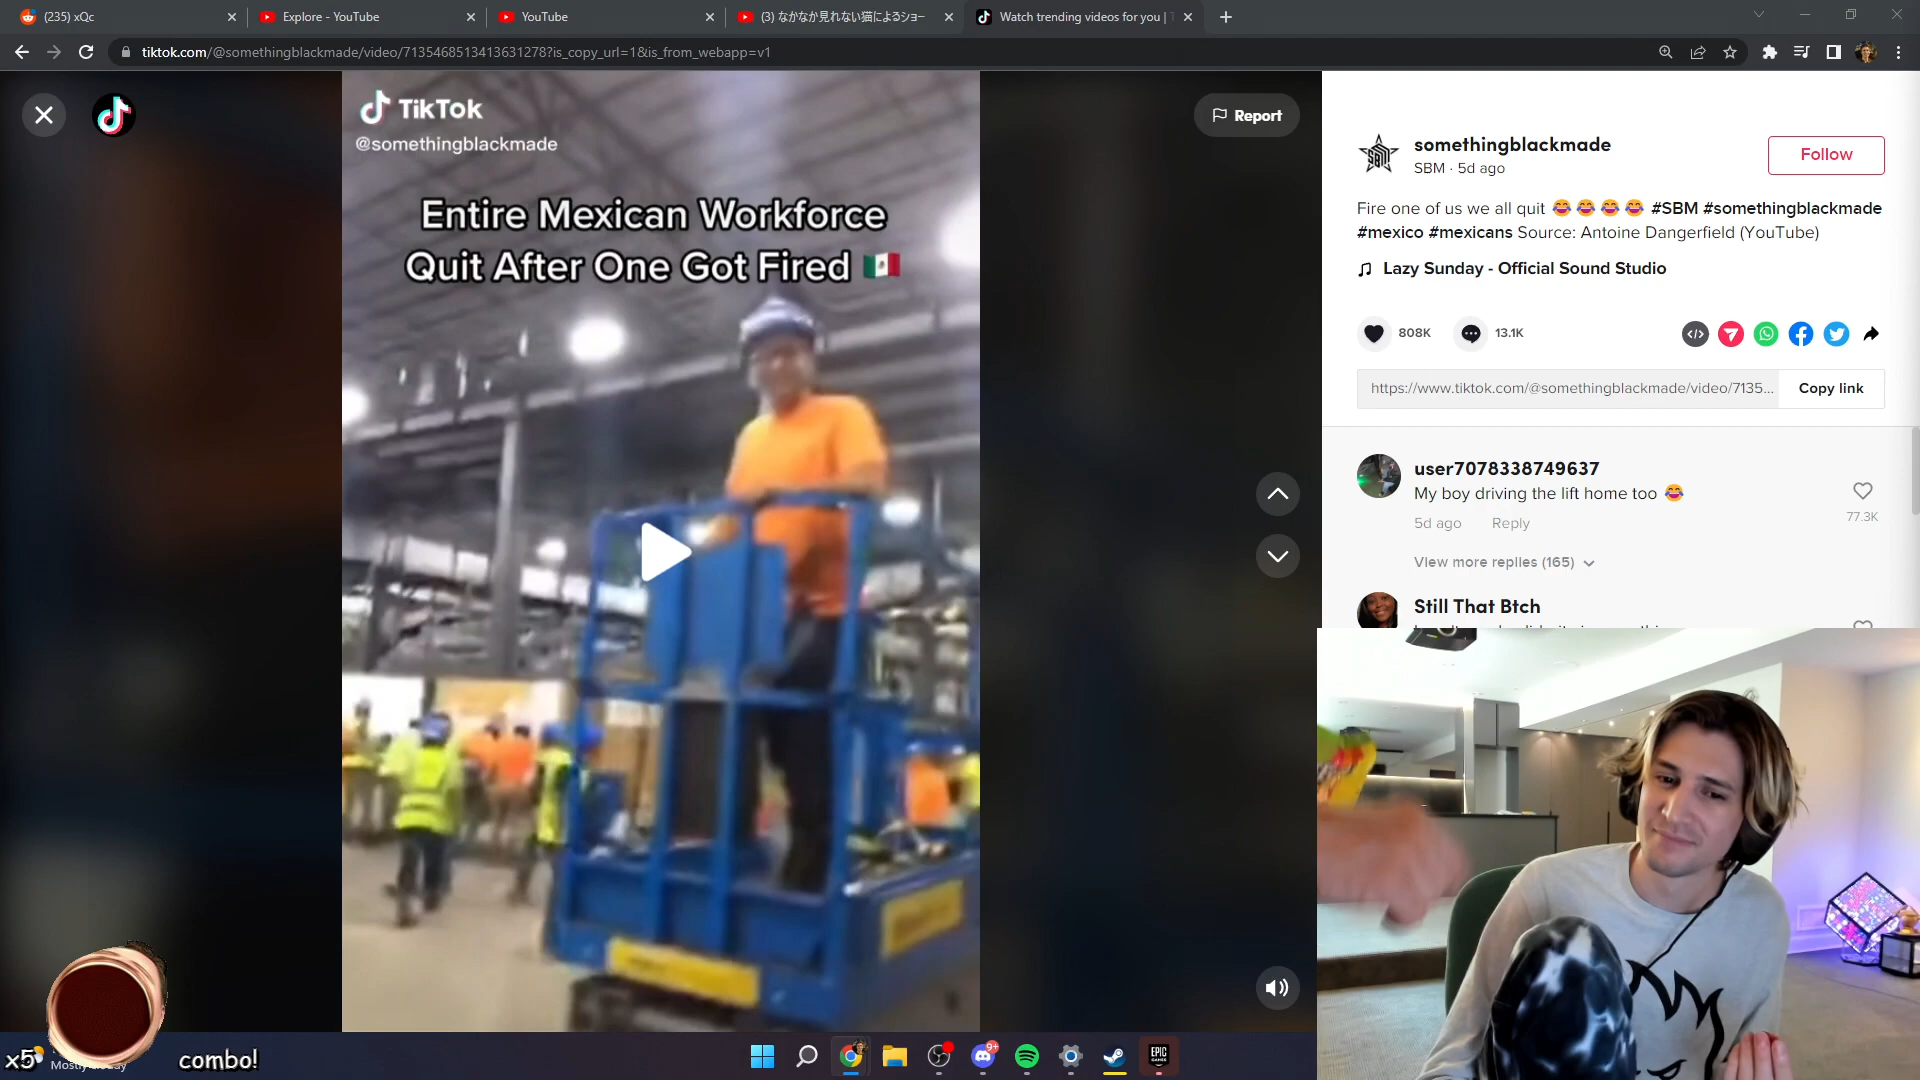 (235) xQc
Explore - YouTube
YouTube
(3) なかなか見れない猫によるショー
Watch trending videos for you |
tiktok.com/@somethingblackmade/video/7135468513413631278?is_copy_url=1&is_from_webapp=v1
TikTok
@somethingblackmade
Report
Entire Mexican Workforce
Quit After One Got Fired 🇲🇽
somethingblackmade
SBM · 5d ago
Follow
Fire one of us we all quit 😂😂😂😂 #SBM #somethingblackmade
#mexico #mexicans Source: Antoine Dangerfield (YouTube)
Lazy Sunday - Official Sound Studio
808K
13.1K
https://www.tiktok.com/@somethingblackmade/video/7135...
Copy link
user7078338749637
My boy driving the lift home too 😂
5d ago
Reply
77.3K
View more replies (165)
Still That Btch
x5
combo!
9+
EPIC
GAMES